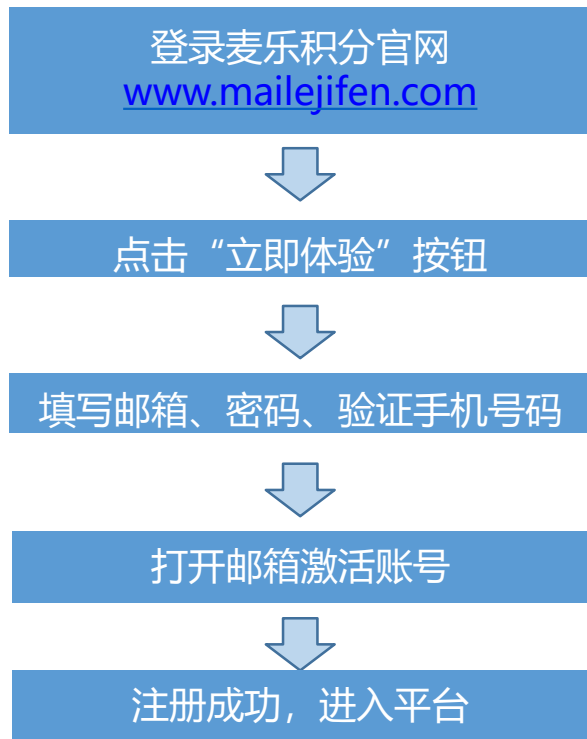 登录麦乐积分官网
www.mailejifen.com
点击“立即体验”按钮
填写邮箱、密码、验证手机号码
打开邮箱激活账号
注册成功，进入平台